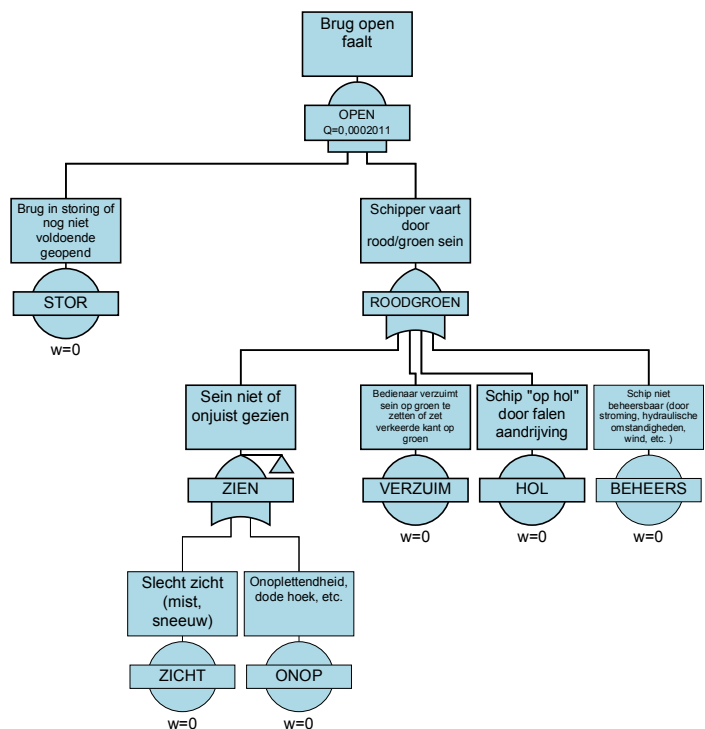 Brug open
faalt
OPEN
Q=0,0002011
Brug in storing of
nog niet
voldoende
geopend
STOR
w=0
Schipper vaart
door
rood/groen sein
ROODGROEN
Sein niet of
onjuist gezien
ZIEN
Bedienaar verzuimt
sein op groen te
zetten of zet
verkeerde kant op
groen
VERZUIM
w=0
Schip "op hol"
door falen
aandrijving
HOL
w=0
Schip niet
beheersbaar (door
stroming, hydraulische
omstandigheden,
wind, etc. )
BEHEERS
w=0
Slecht zicht
(mist,
sneeuw)
ZICHT
w=0
Onoplettendheid,
dode hoek, etc.
ONOP
w=0